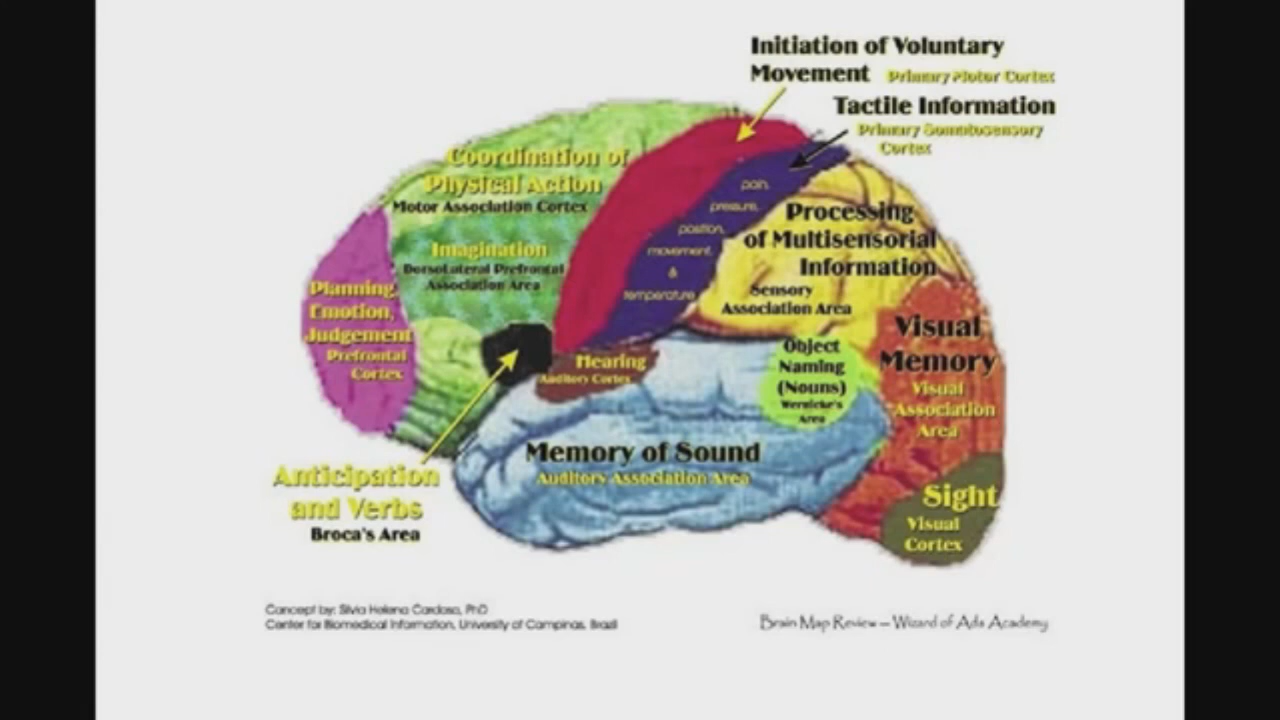 Initiation of Voluntary
Movement Primary Motor Cortex
Tactile Information
Primary Somatosensory
Cortex
Coordination of
Physical Action
Motor Association Cortex
Imagination
DorsoLateral Prefrontal
Association Area
Planning,
Emotion,
Judgement
Prefrontal
Cortex
pain,
pressure,
position,
movement,
&
temperature
Processing
of Multisensorial
Information
Sensory
Association Area
Visual
Memory
Visual
Association
Area
Object
Naming
(Nouns)
Wernicke's
Area
Hearing
Auditory Cortex
Memory of Sound
Auditory Association Area
Anticipation
and Verbs
Broca's Area
Sight
Visual
Cortex
Concept by: Silvia Helena Cardoso, PhD
Center for Biomedical Information, University of Campinas, Brazil
Brain Map Review – Wizard of Ads Academy